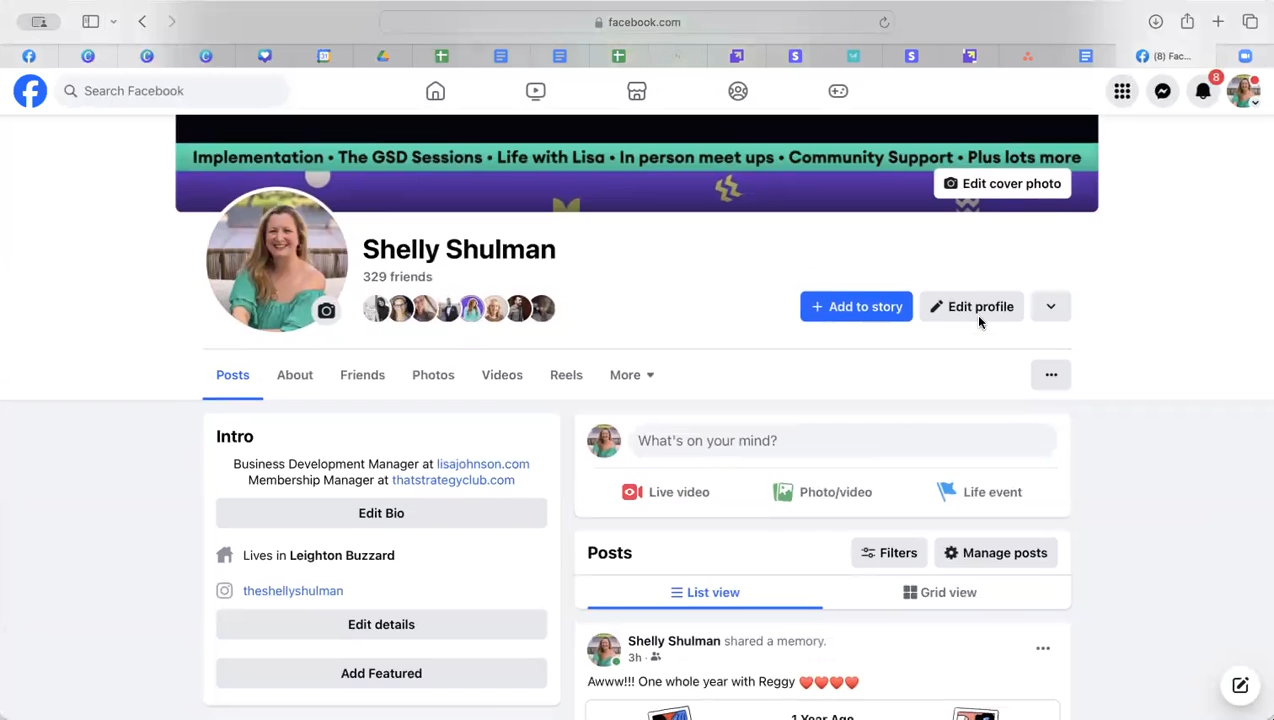 facebook.com
(8) Fac...
Search Facebook
8
Implementation • The GSD Sessions • Life with Lisa • In person meet ups • Community Support • Plus lots more
Edit cover photo
Shelly Shulman
329 friends
+ Add to story
Edit profile
Posts About Friends Photos Videos Reels More
Intro
Business Development Manager at lisajohnson.com
Membership Manager at thatstrategyclub.com
Edit Bio
Lives in Leighton Buzzard
theshellyshulman
Edit details
Add Featured
What's on your mind?
Live video Photo/video Life event
Posts Filters Manage posts
List view Grid view
Shelly Shulman shared a memory.
3h ·
Awww!!! One whole year with Reggy ❤️❤️❤️❤️
1 Year Ago